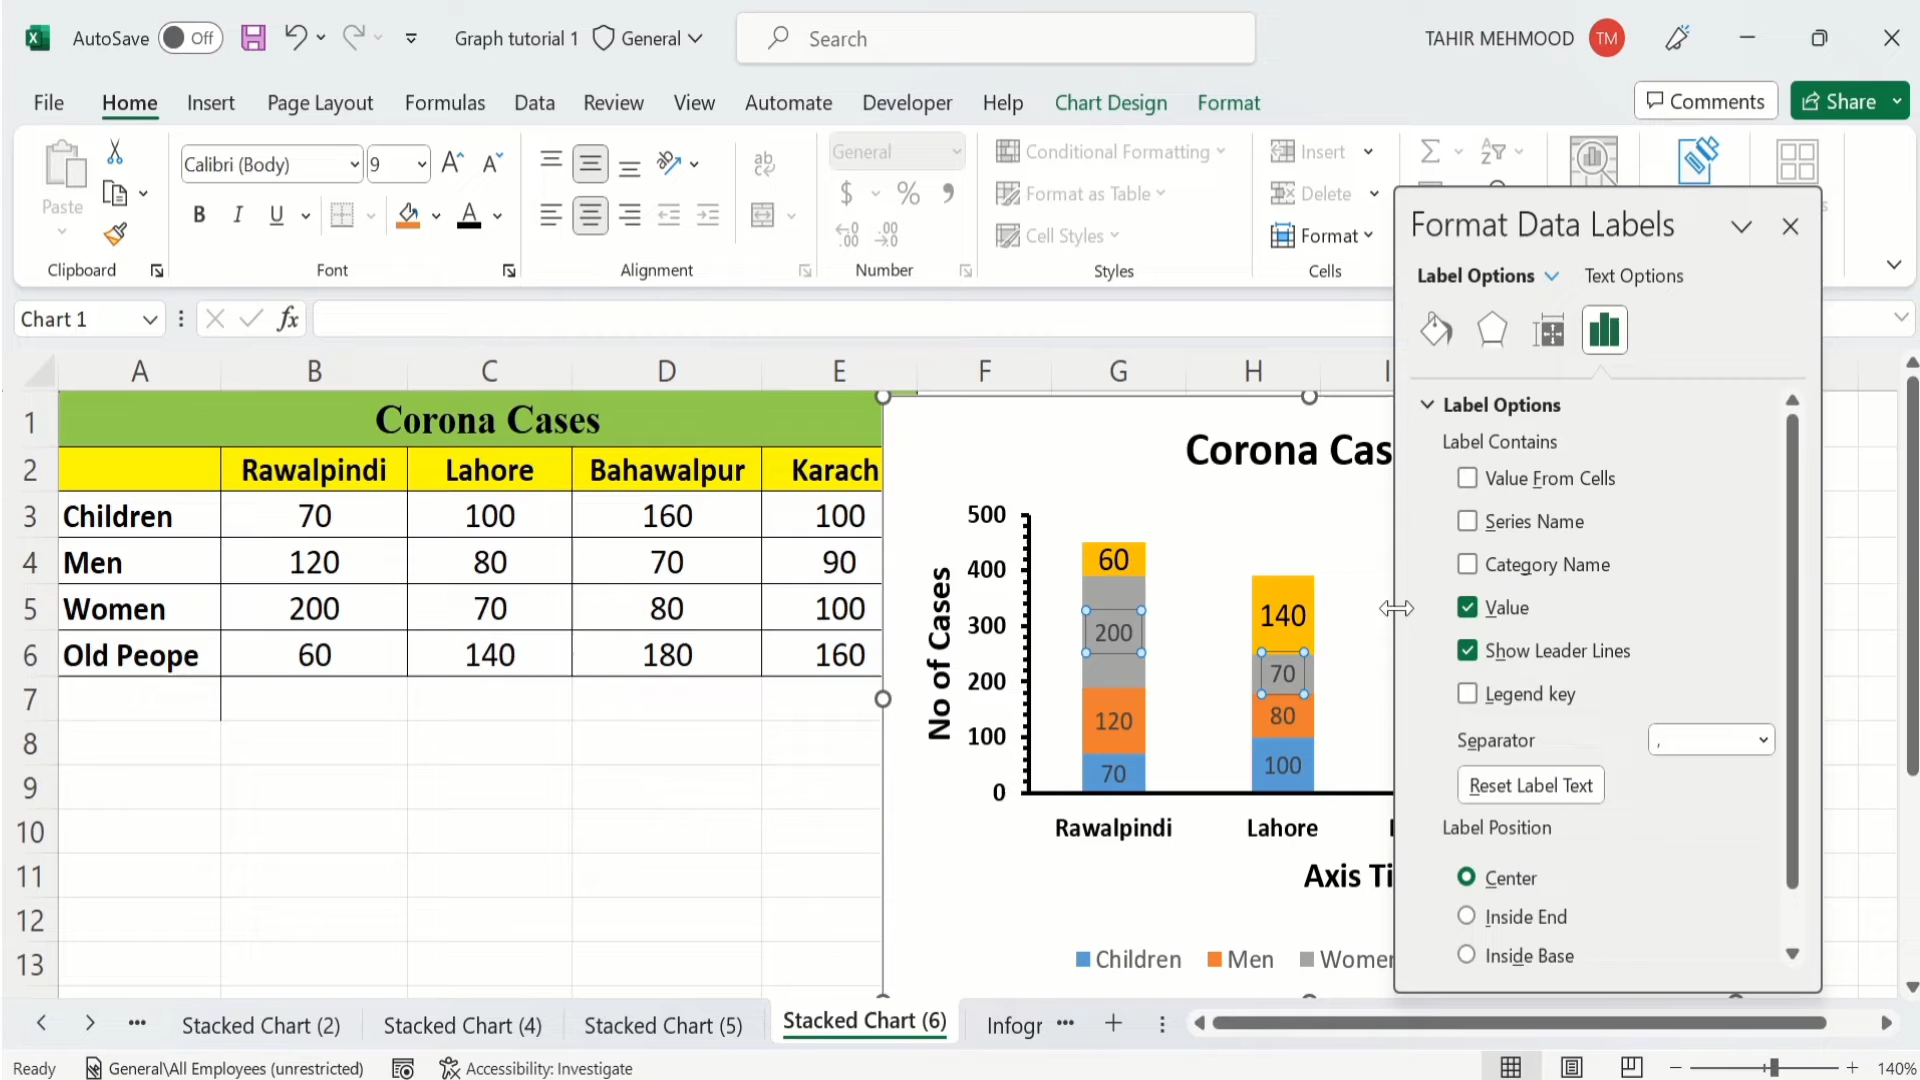 AutoSave Off Graph tutorial 1 General Search TAHIR MEHMOOD TM
File Home Insert Page Layout Formulas Data Review View Automate Developer Help Chart Design Format Comments Share
Paste
Clipboard
Calibri (Body) 9
B I U A
Font
ab
Alignment
General
$ % ,
.00
Number
Conditional Formatting
Format as Table
Cell Styles
Styles
Insert
Delete
Format
Cells
Chart 1 fx
A B C D E F G H I
1 Corona Cases
2 Rawalpindi Lahore Bahawalpur Karach
3 Children 70 100 160 100
4 Men 120 80 70 90
5 Women 200 70 80 100
6 Old Peope 60 140 180 160
7
8
9
10
11
12
13
Corona Cas
No of Cases
500
400
300
200
100
0
60
200
120
70
140
70
80
100
Rawalpindi Lahore
Axis Ti
Children Men Women
Format Data Labels
Label Options Text Options
Label Options
Label Contains
Value From Cells
Series Name
Category Name
Value
Show Leader Lines
Legend key
Separator ,
Reset Label Text
Label Position
Center
Inside End
Inside Base
Stacked Chart (2) Stacked Chart (4) Stacked Chart (5) Stacked Chart (6) Infogr
Ready General\All Employees (unrestricted) Accessibility: Investigate 140%